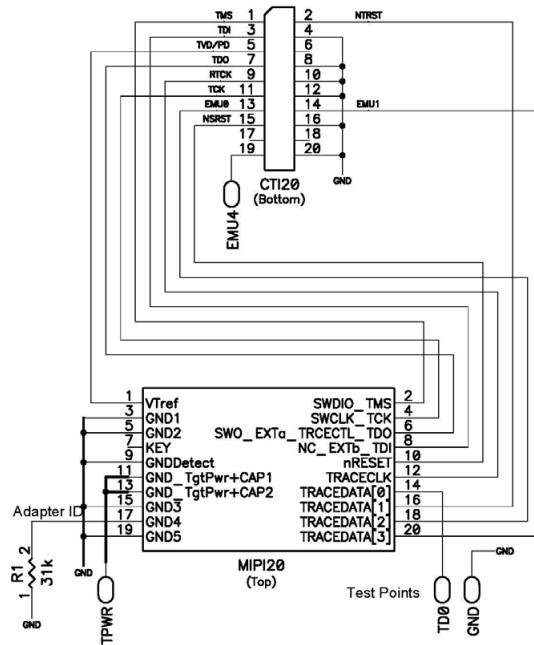 TMS 1 2 NTRST
TDI 3 4
TVD/PD 5 6
TDO 7 8
RTCK 9 10
TCK 11 12
EMU0 13 14 EMU1
NSRST 15 16
17 18
19 20
GND
CTI20
(Bottom)
EMU4
1 VTref SWDIO_TMS 2
3 GND1 SWCLK_TCK 4
5 GND2 SWO_EXTa_TRCECTL_TDO 6
7 KEY NC_EXTb_TDI 8
9 GNDDetect nRESET 10
11 GND_TgtPwr+CAP1 TRACECLK 12
13 GND_TgtPwr+CAP2 TRACEDATA[0] 14
15 GND3 TRACEDATA[1] 16
Adapter ID 17 GND4 TRACEDATA[2] 18
19 GND5 TRACEDATA[3] 20
GND
MIPI20
(Top)
R1
31k
2
1
GND
TPWR
Test Points
TD0
GND
GND